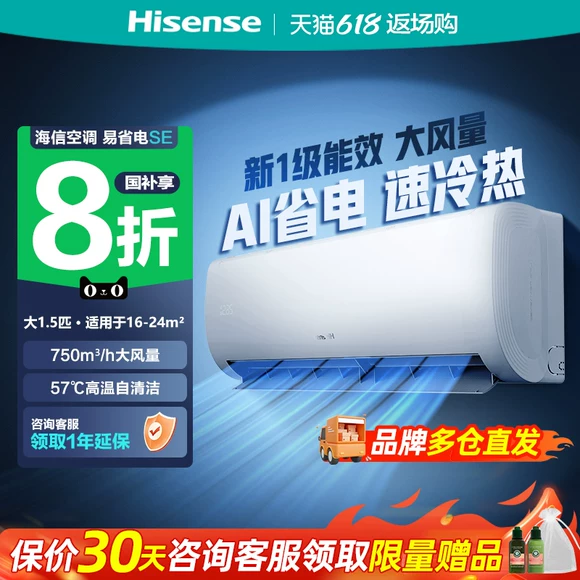 Hisense 天猫618 返场购
海信空调 易省电SE
国补享
8折
大1.5匹·适用于16-24m²
750m³/h大风量
57℃高温自清洁
咨询客服
领取1年延保
新1级能效 大风量
AI省电 速冷热
品牌多仓直发
保价30天咨询客服领取限量赠品